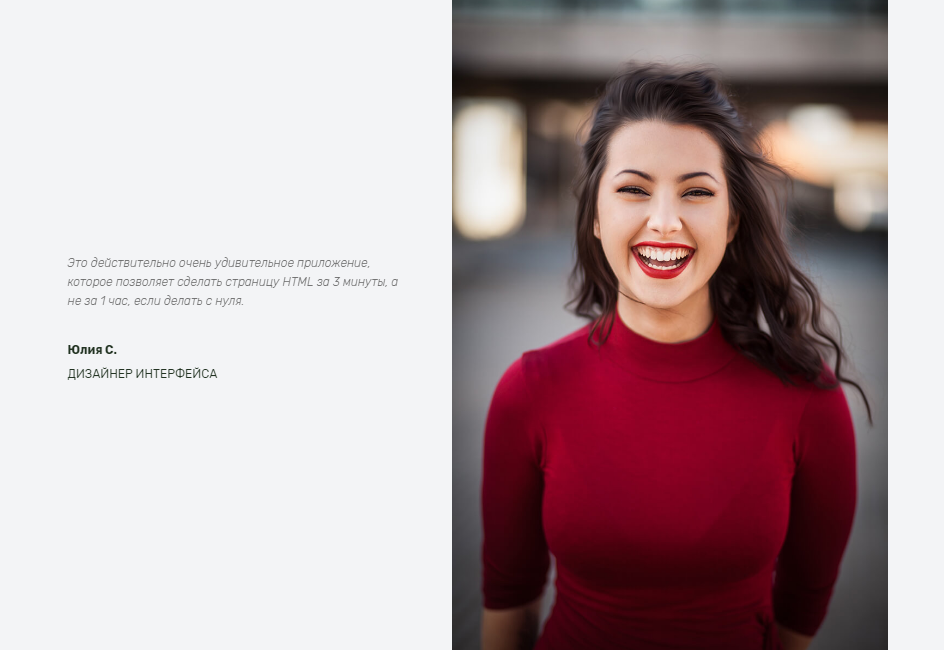 Это действительно очень удивительное приложение,
которое позволяет сделать страницу HTML за 3 минуты, а
не за 1 час, если делать с нуля.
Юлия С.
ДИЗАЙНЕР ИНТЕРФЕЙСА